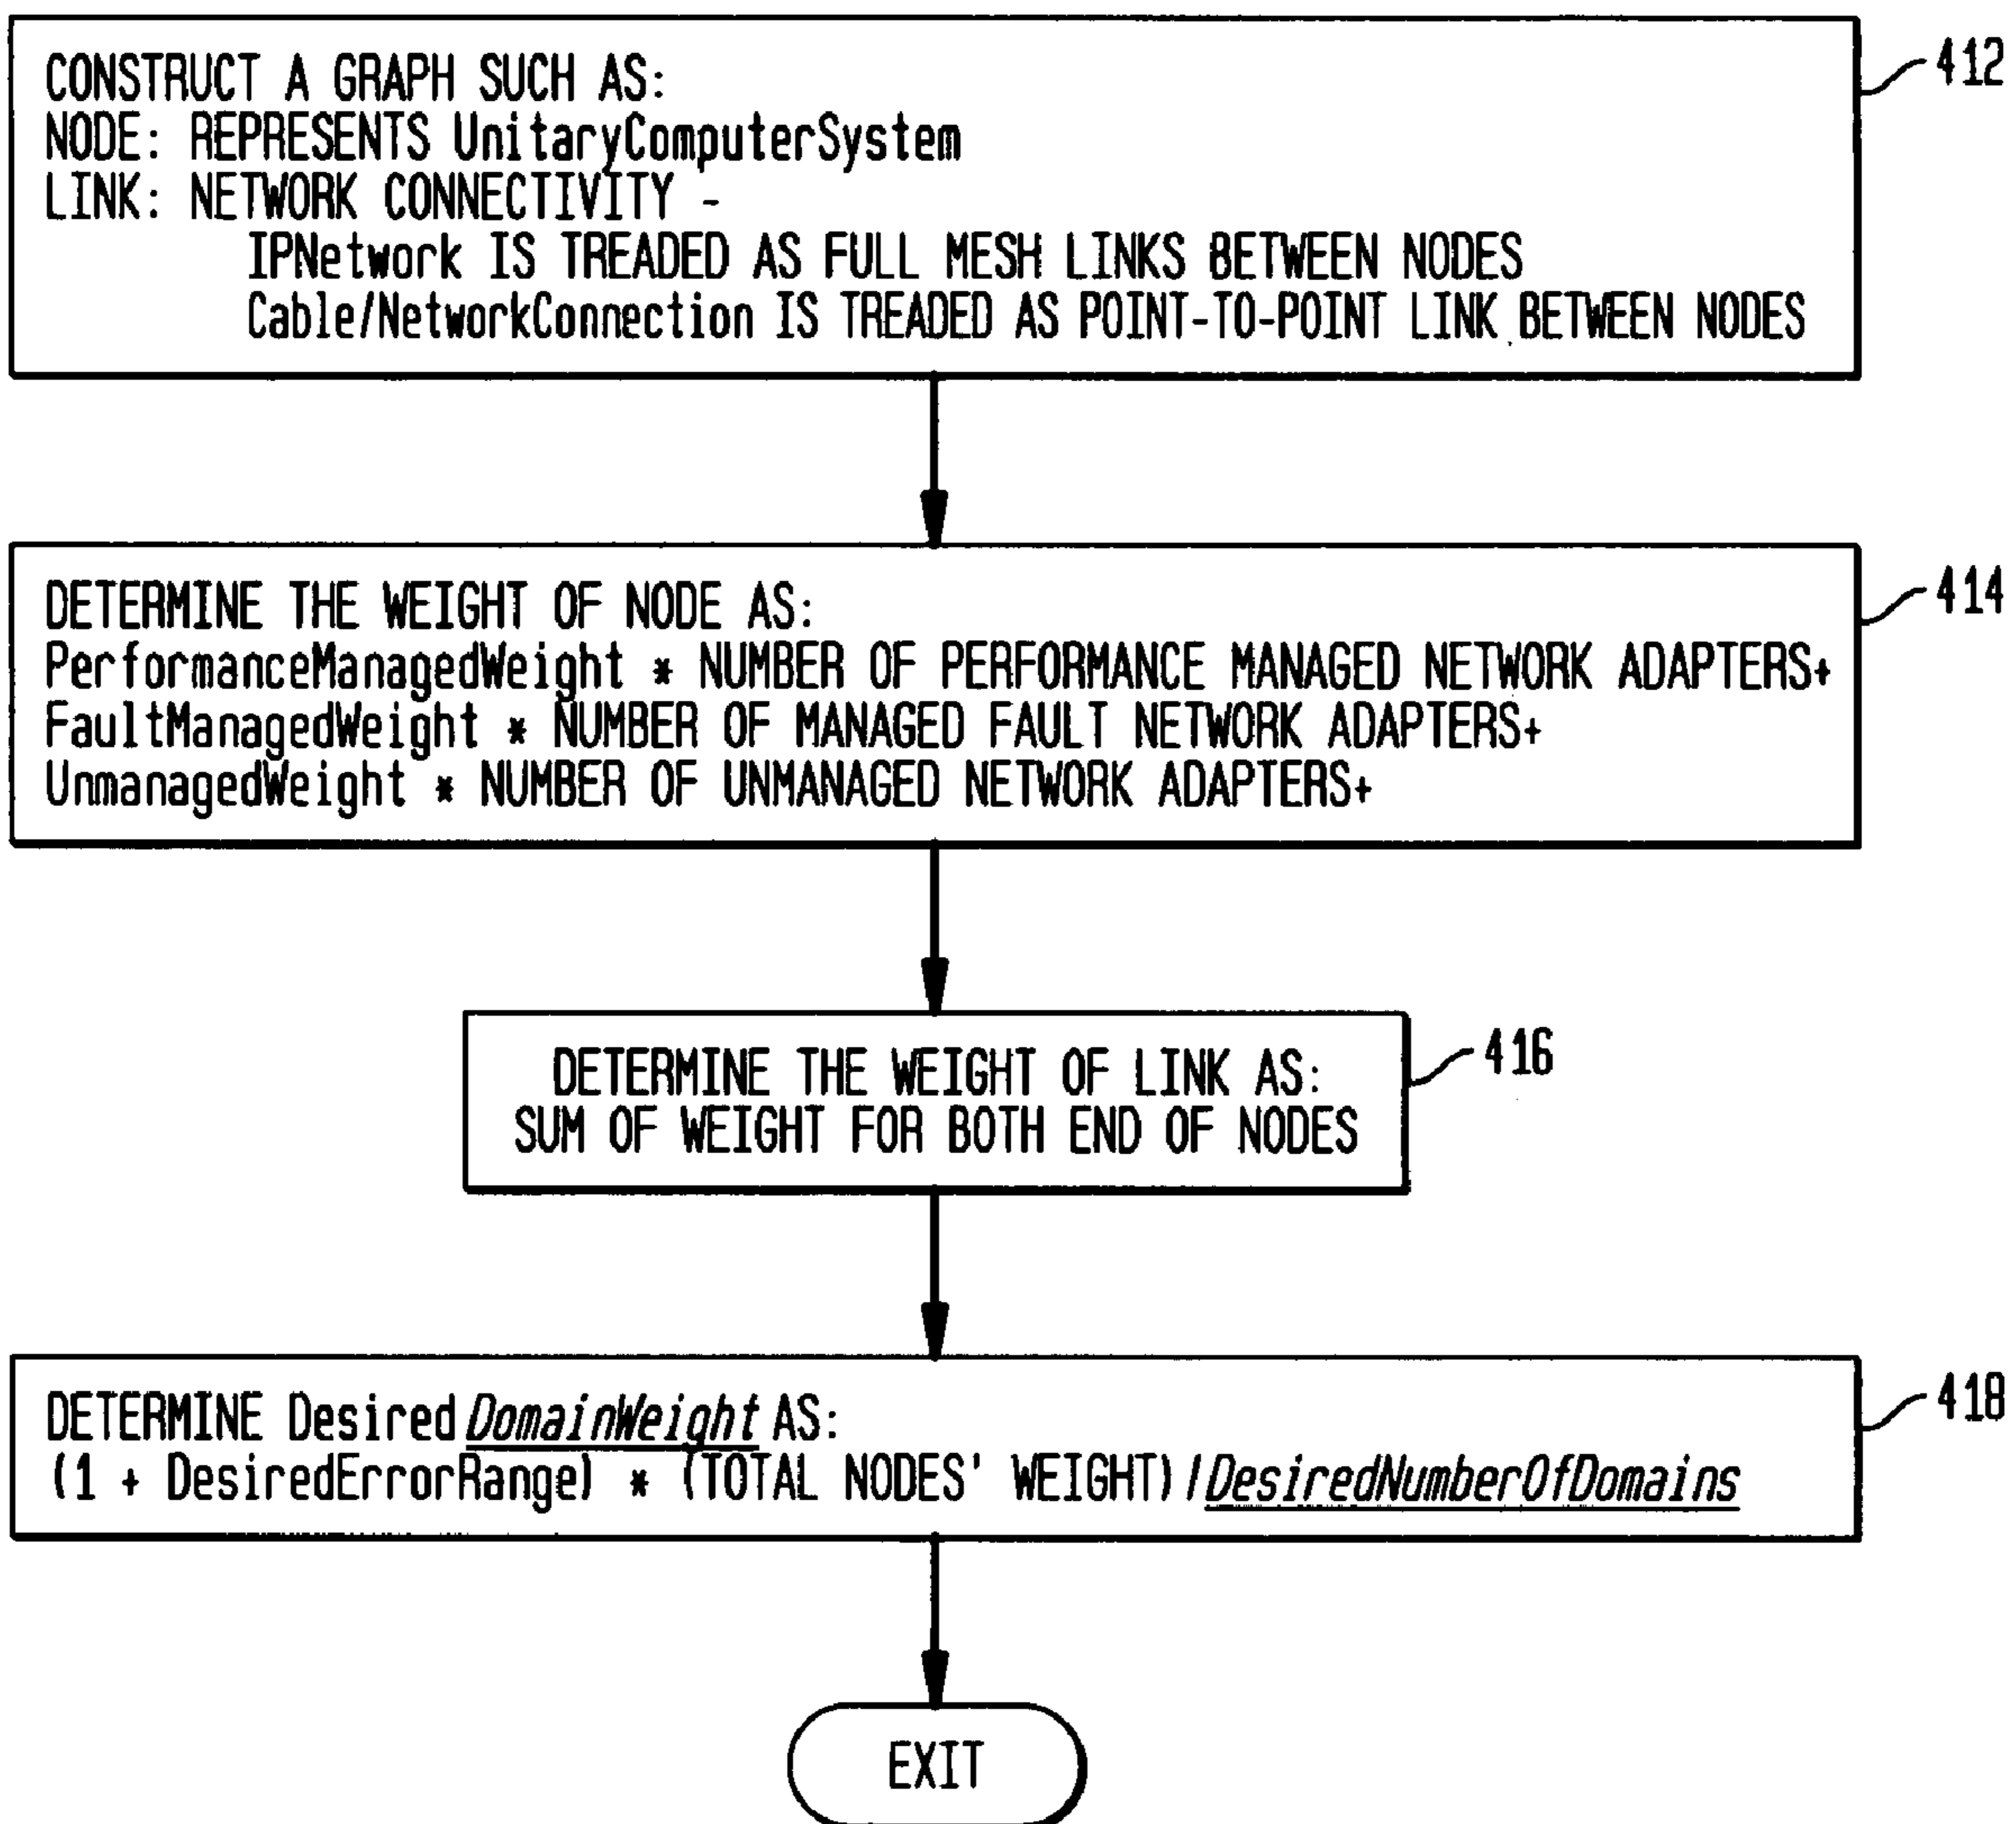 CONSTRUCT A GRAPH SUCH AS:
NODE: REPRESENTS UnitaryComputerSystem
LINK: NETWORK CONNECTIVITY -
IPNetwork IS TREADED AS FULL MESH LINKS BETWEEN NODES
Cable/NetworkConnection IS TREADED AS POINT-TO-POINT LINK BETWEEN NODES
412
DETERMINE THE WEIGHT OF NODE AS:
PerformanceManagedWeight * NUMBER OF PERFORMANCE MANAGED NETWORK ADAPTERS+
FaultManagedWeight * NUMBER OF MANAGED FAULT NETWORK ADAPTERS+
UnmanagedWeight * NUMBER OF UNMANAGED NETWORK ADAPTERS+
414
DETERMINE THE WEIGHT OF LINK AS:
SUM OF WEIGHT FOR BOTH END OF NODES
416
DETERMINE Desired DomainWeight AS:
(1 + DesiredErrorRange) * (TOTAL NODES' WEIGHT) / DesiredNumberOfDomains
418
EXIT